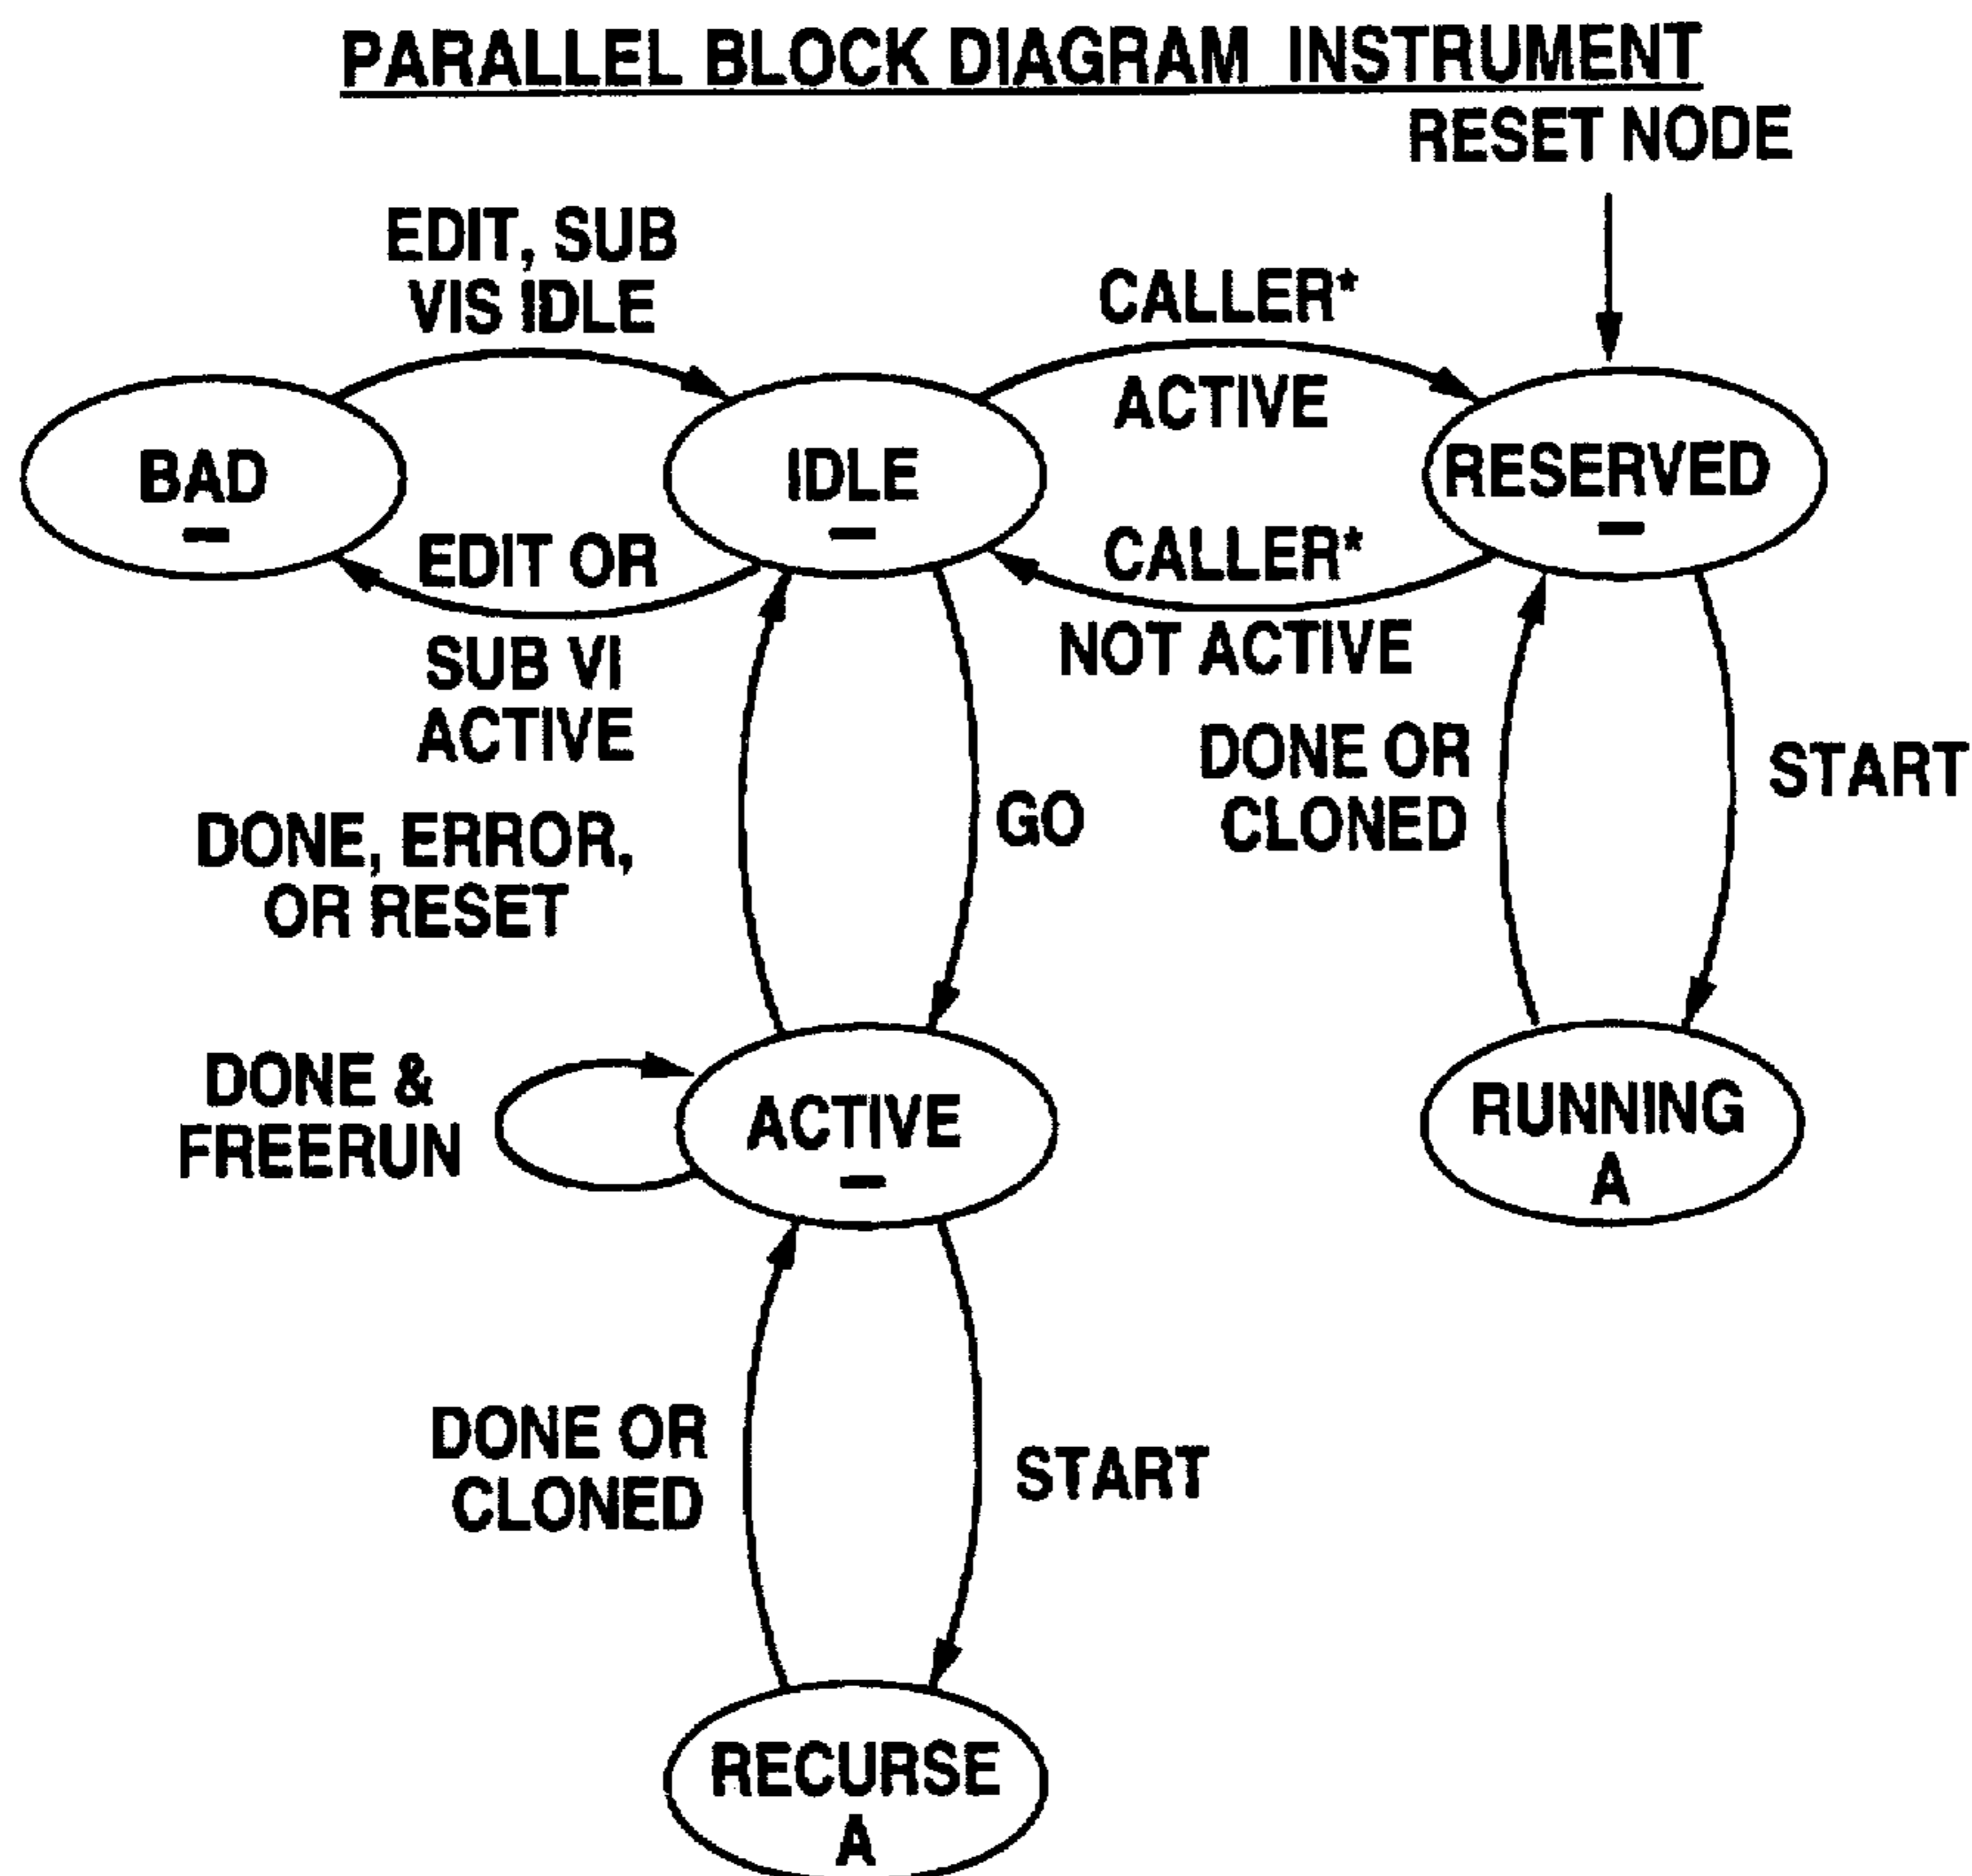 PARALLEL BLOCK DIAGRAM INSTRUMENT
RESET NODE
EDIT, SUB
VIS IDLE
CALLER*
ACTIVE
BAD
–
IDLE
–
RESERVED
–
EDIT OR
SUB VI
ACTIVE
CALLER*
NOT ACTIVE
DONE, ERROR,
OR RESET
GO
DONE OR
CLONED
START
DONE &
FREERUN
ACTIVE
–
RUNNING
A
DONE OR
CLONED
START
RECURSE
A